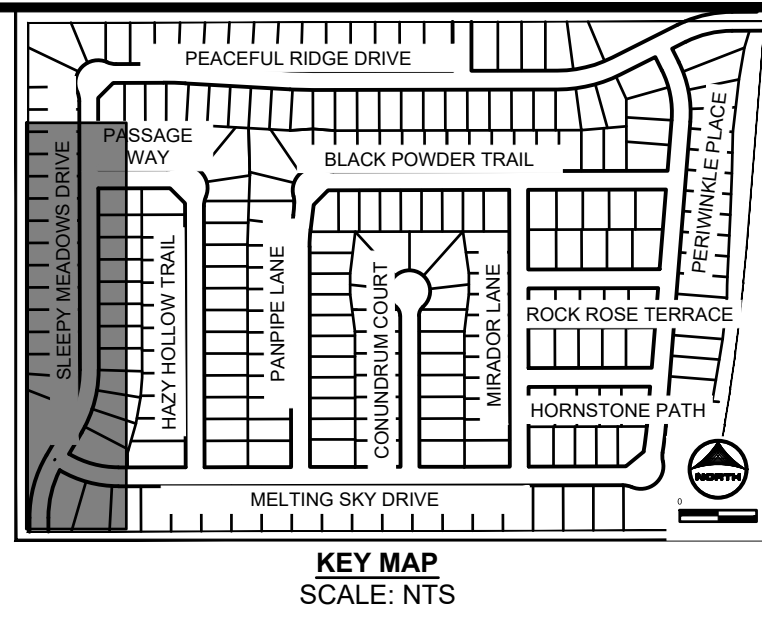 PEACEFUL RIDGE DRIVE
PASSAGE
WAY
BLACK POWDER TRAIL
SLEEPY MEADOWS DRIVE
HAZY HOLLOW TRAIL
PANPIPE LANE
CONUNDRUM COURT
MIRADOR LANE
PERIWINKLE PLACE
ROCK ROSE TERRACE
HORNSTONE PATH
MELTING SKY DRIVE
NORTH
0
KEY MAP
SCALE: NTS